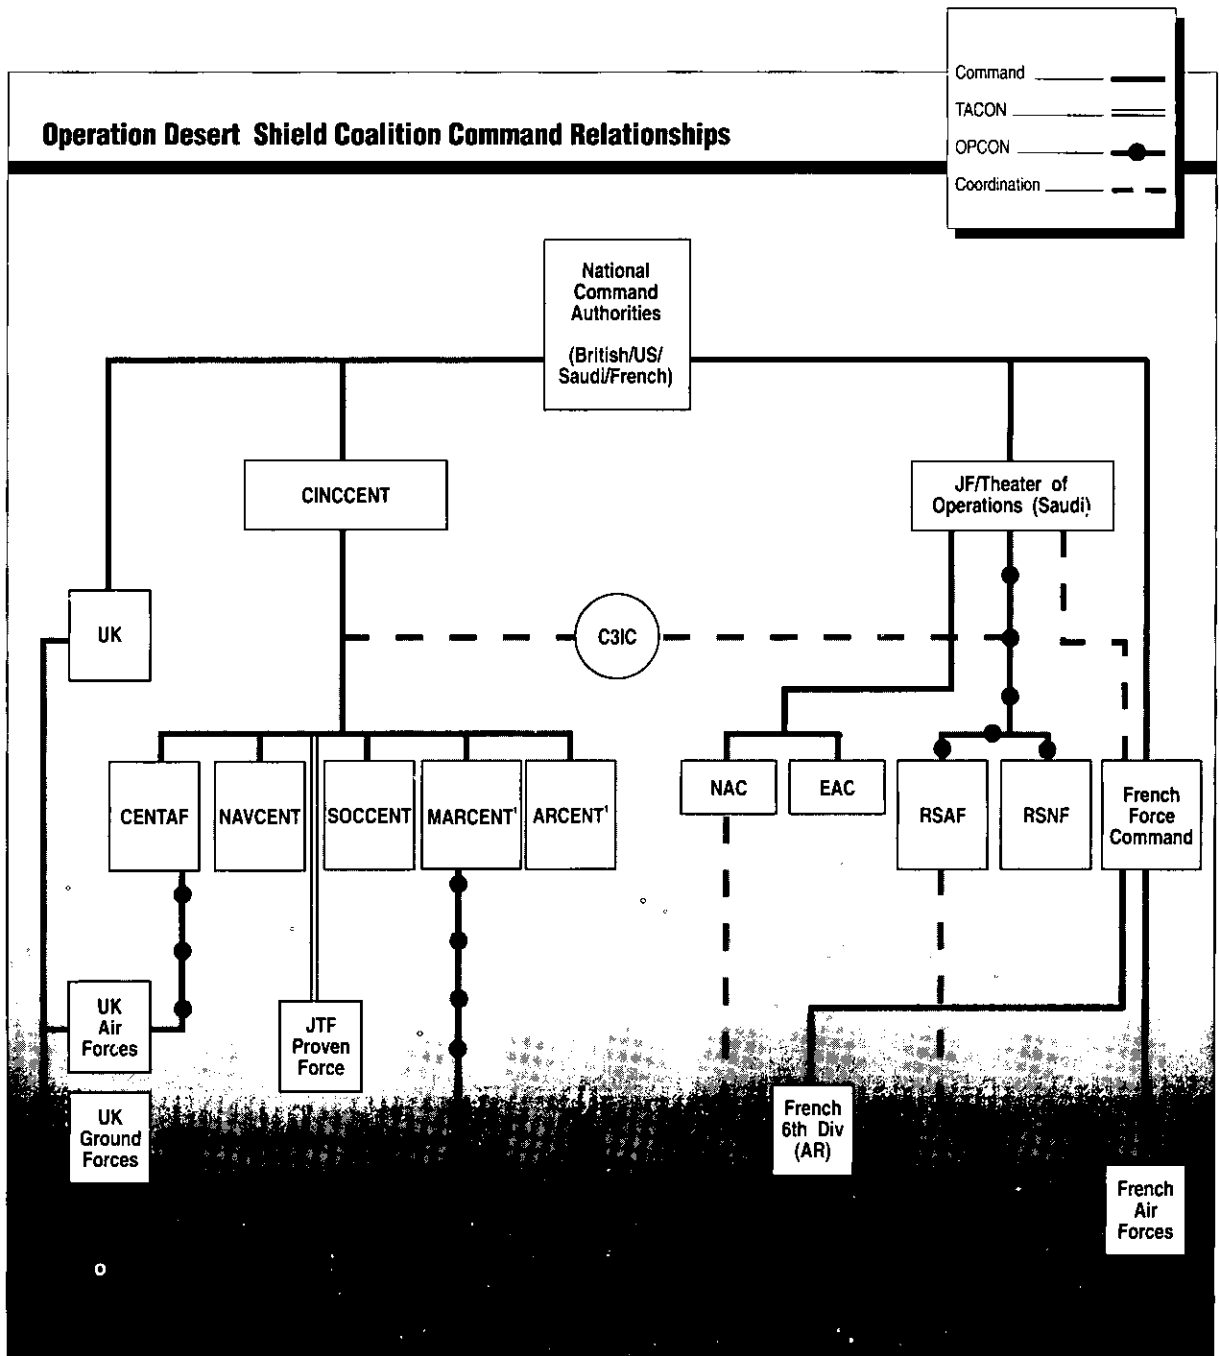 Command
TACON
OPCON
Coordination
Operation Desert Shield Coalition Command Relationships
National
Command
Authorities
(British/US/
Saudi/French)
CINCCENT
JF/Theater of
Operations (Saudi)
UK
C3IC
CENTAF
NAVCENT
SOCCENT
MARCENT¹
ARCENT¹
NAC
EAC
RSAF
RSNF
French
Force
Command
UK
Air
Forces
JTF
Proven
Force
UK
Ground
Forces
French
6th Div
(AR)
French
Air
Forces